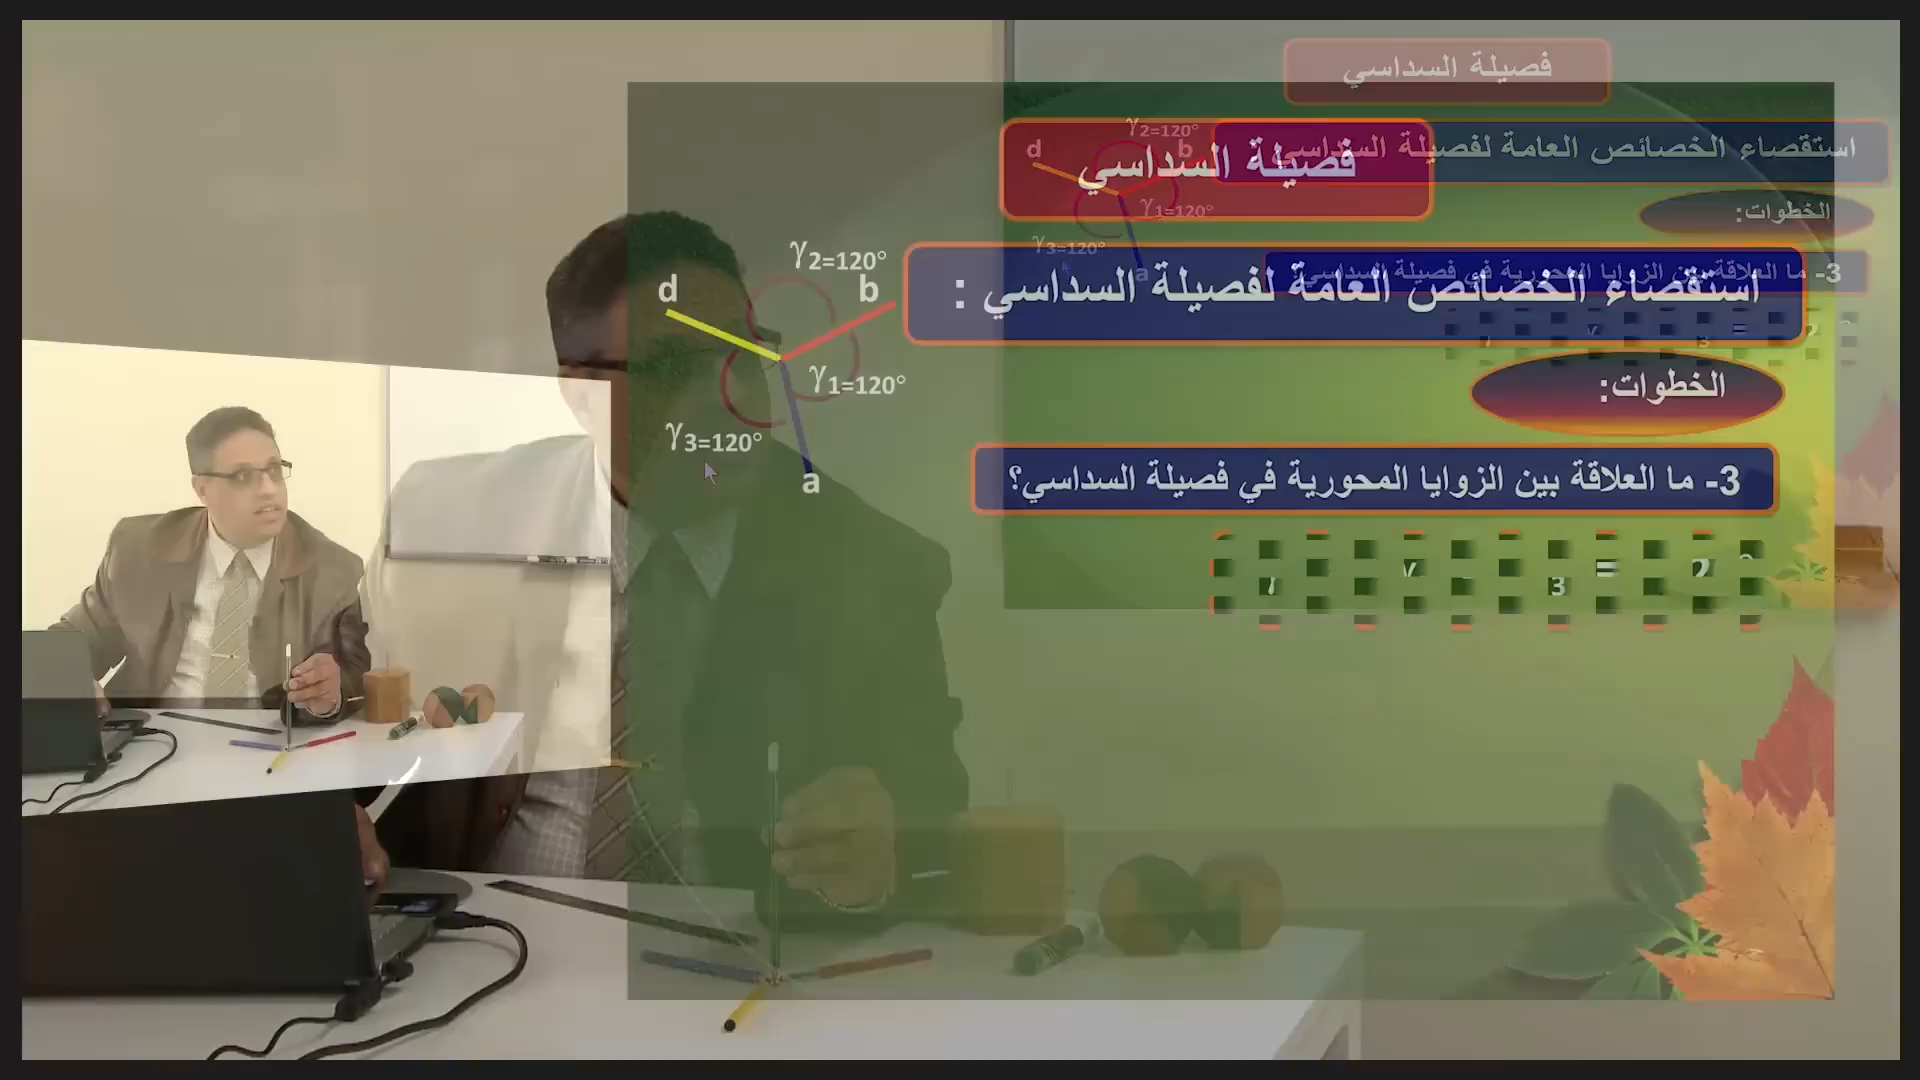 فصيلة السداسي
استقصاء الخصائص العامة لفصيلة السداسي :
الخطوات:
3- ما العلاقة بين الزوايا المحورية في فصيلة السداسي؟
γ2=120°
d
b
γ1=120°
γ3=120°
a
فصيلة السداسي
استقصاء الخصائص العامة لفصيلة السداسي
الخطوات:
3- ما العلاقة بين الزوايا المحورية في فصيلة السداسي؟
γ2=120°
d
b
γ1=120°
γ3=120°
a